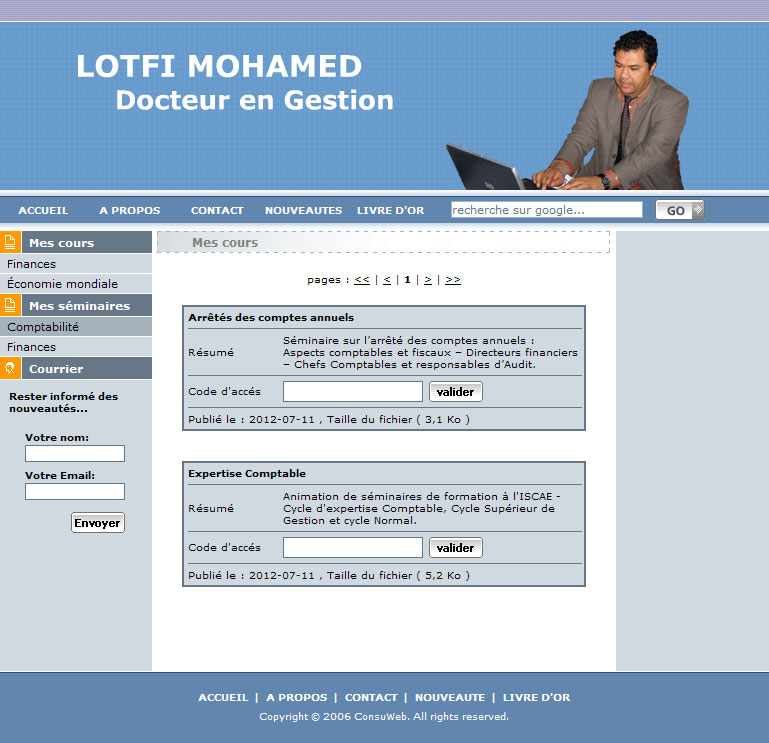 LOTFI MOHAMED
Docteur en Gestion
ACCUEIL A PROPOS CONTACT NOUVEAUTES LIVRE D'OR recherche sur google... GO
Mes cours
Finances
Économie mondiale
Mes séminaires
Comptabilité
Finances
Courrier
Rester informé des
nouveautés...
Votre nom:
Votre Email:
Envoyer
Mes cours
pages : << | < | 1 | > | >>
Arrêtés des comptes annuels
Résumé
Séminaire sur l’arrêté des comptes annuels :
Aspects comptables et fiscaux – Directeurs financiers
– Chefs Comptables et responsables d’Audit.
Code d'accés valider
Publié le : 2012-07-11 , Taille du fichier ( 3,1 Ko )
Expertise Comptable
Résumé
Animation de séminaires de formation à l'ISCAE -
Cycle d'expertise Comptable, Cycle Supérieur de
Gestion et cycle Normal.
Code d'accés valider
Publié le : 2012-07-11 , Taille du fichier ( 5,2 Ko )
ACCUEIL | A PROPOS | CONTACT | NOUVEAUTE | LIVRE D'OR
Copyright © 2006 ConsuWeb. All rights reserved.